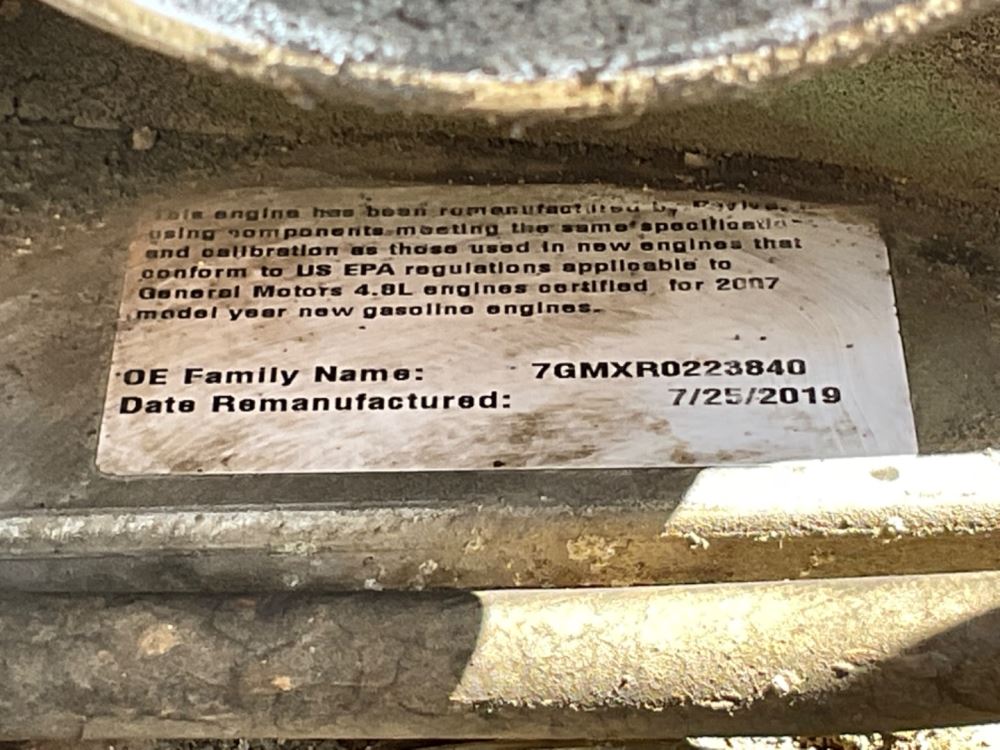 This engine has been remanufactured by
using components meeting the same
and calibration as those used in new engines that
conform to US EPA regulations applicable to
General Motors 4.8L engines certified for 2007
model year new gasoline engines.
OE Family Name: 7GMXR0223840
Date Remanufactured: 7/25/2019